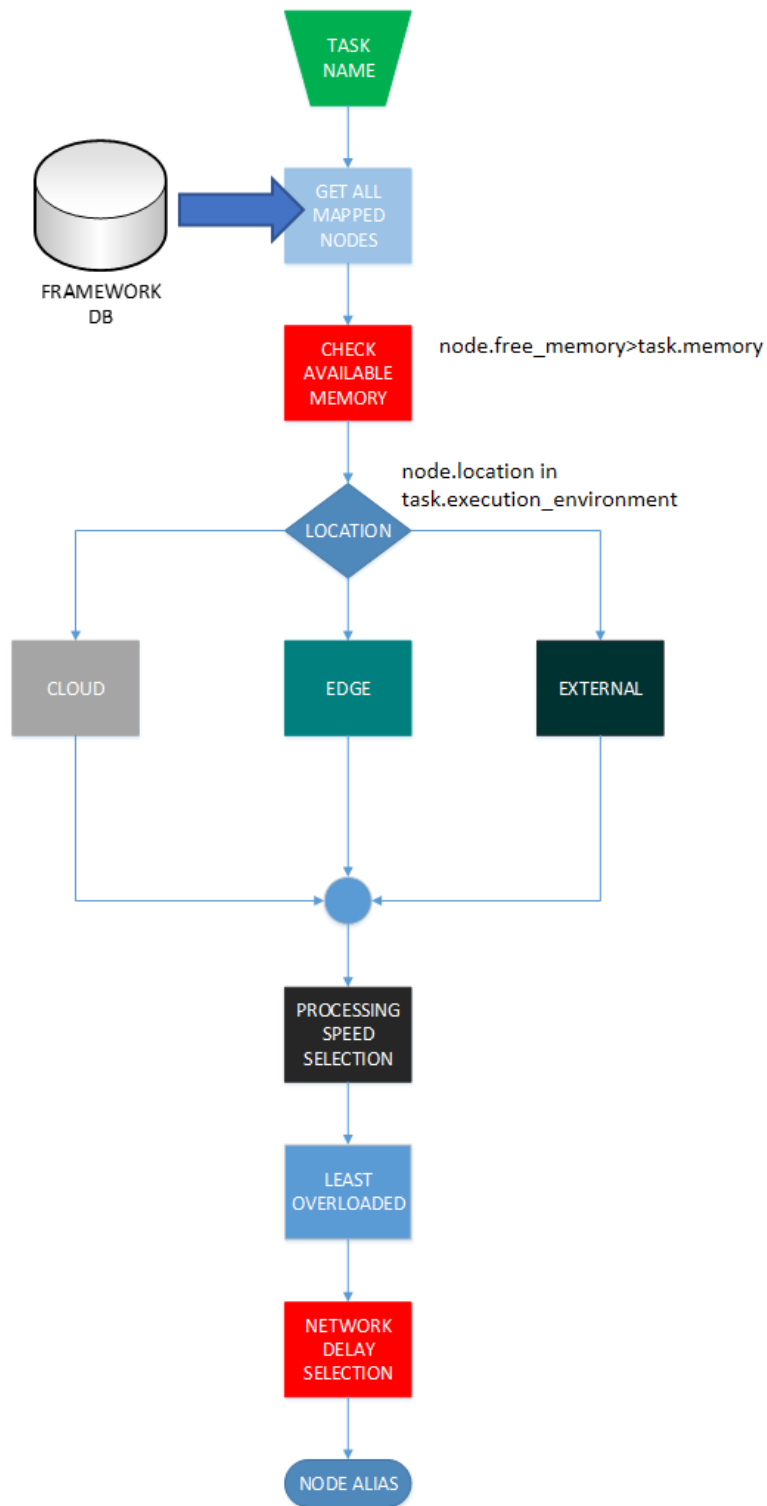 TASK
NAME
GET ALL
MAPPED
NODES
FRAMEWORK
DB
CHECK
AVAILABLE
MEMORY
node.free_memory>task.memory
node.location in
task.execution_environment
LOCATION
CLOUD
EDGE
EXTERNAL
PROCESSING
SPEED
SELECTION
LEAST
OVERLOADED
NETWORK
DELAY
SELECTION
NODE ALIAS